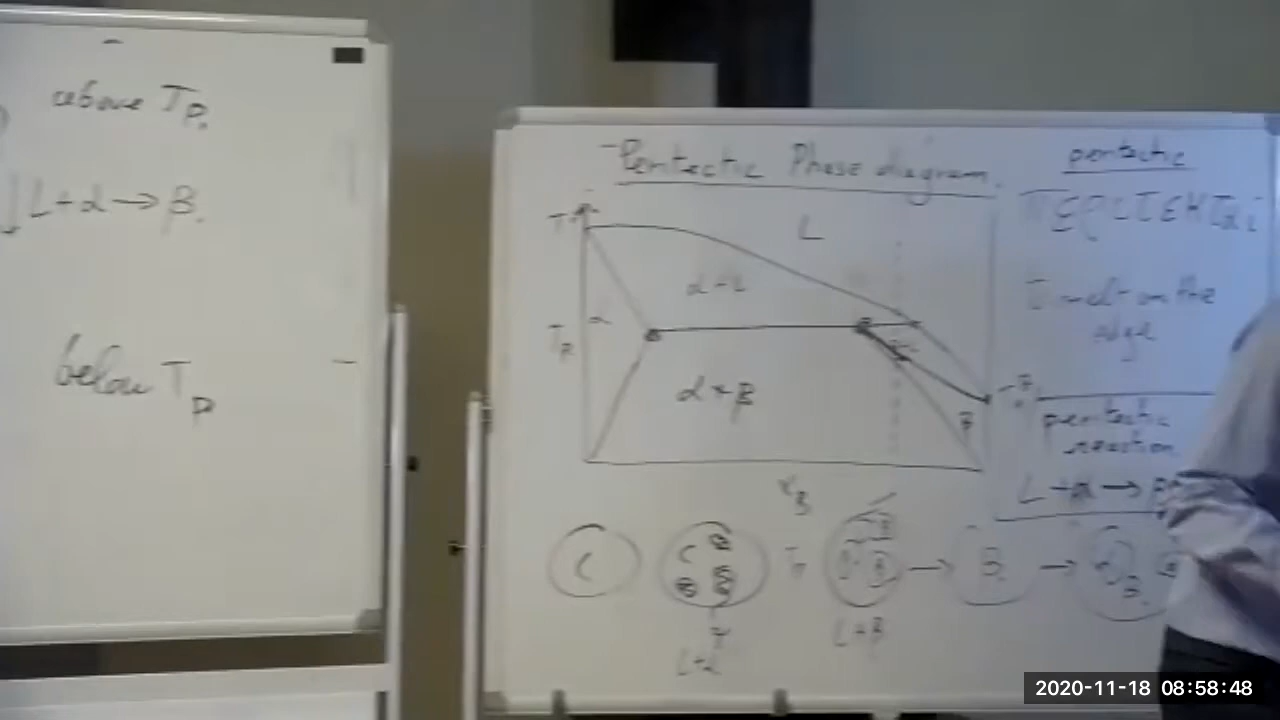 above Tp.
L+α→β.
below Tp
Peritectic Phase diagram.
L
α+L
α
α+β
β
XB
L
L+α
L+β
B
peritectic
melt on the
edge
peritectic
reaction
L+α→β
2020-11-18 08:58:48